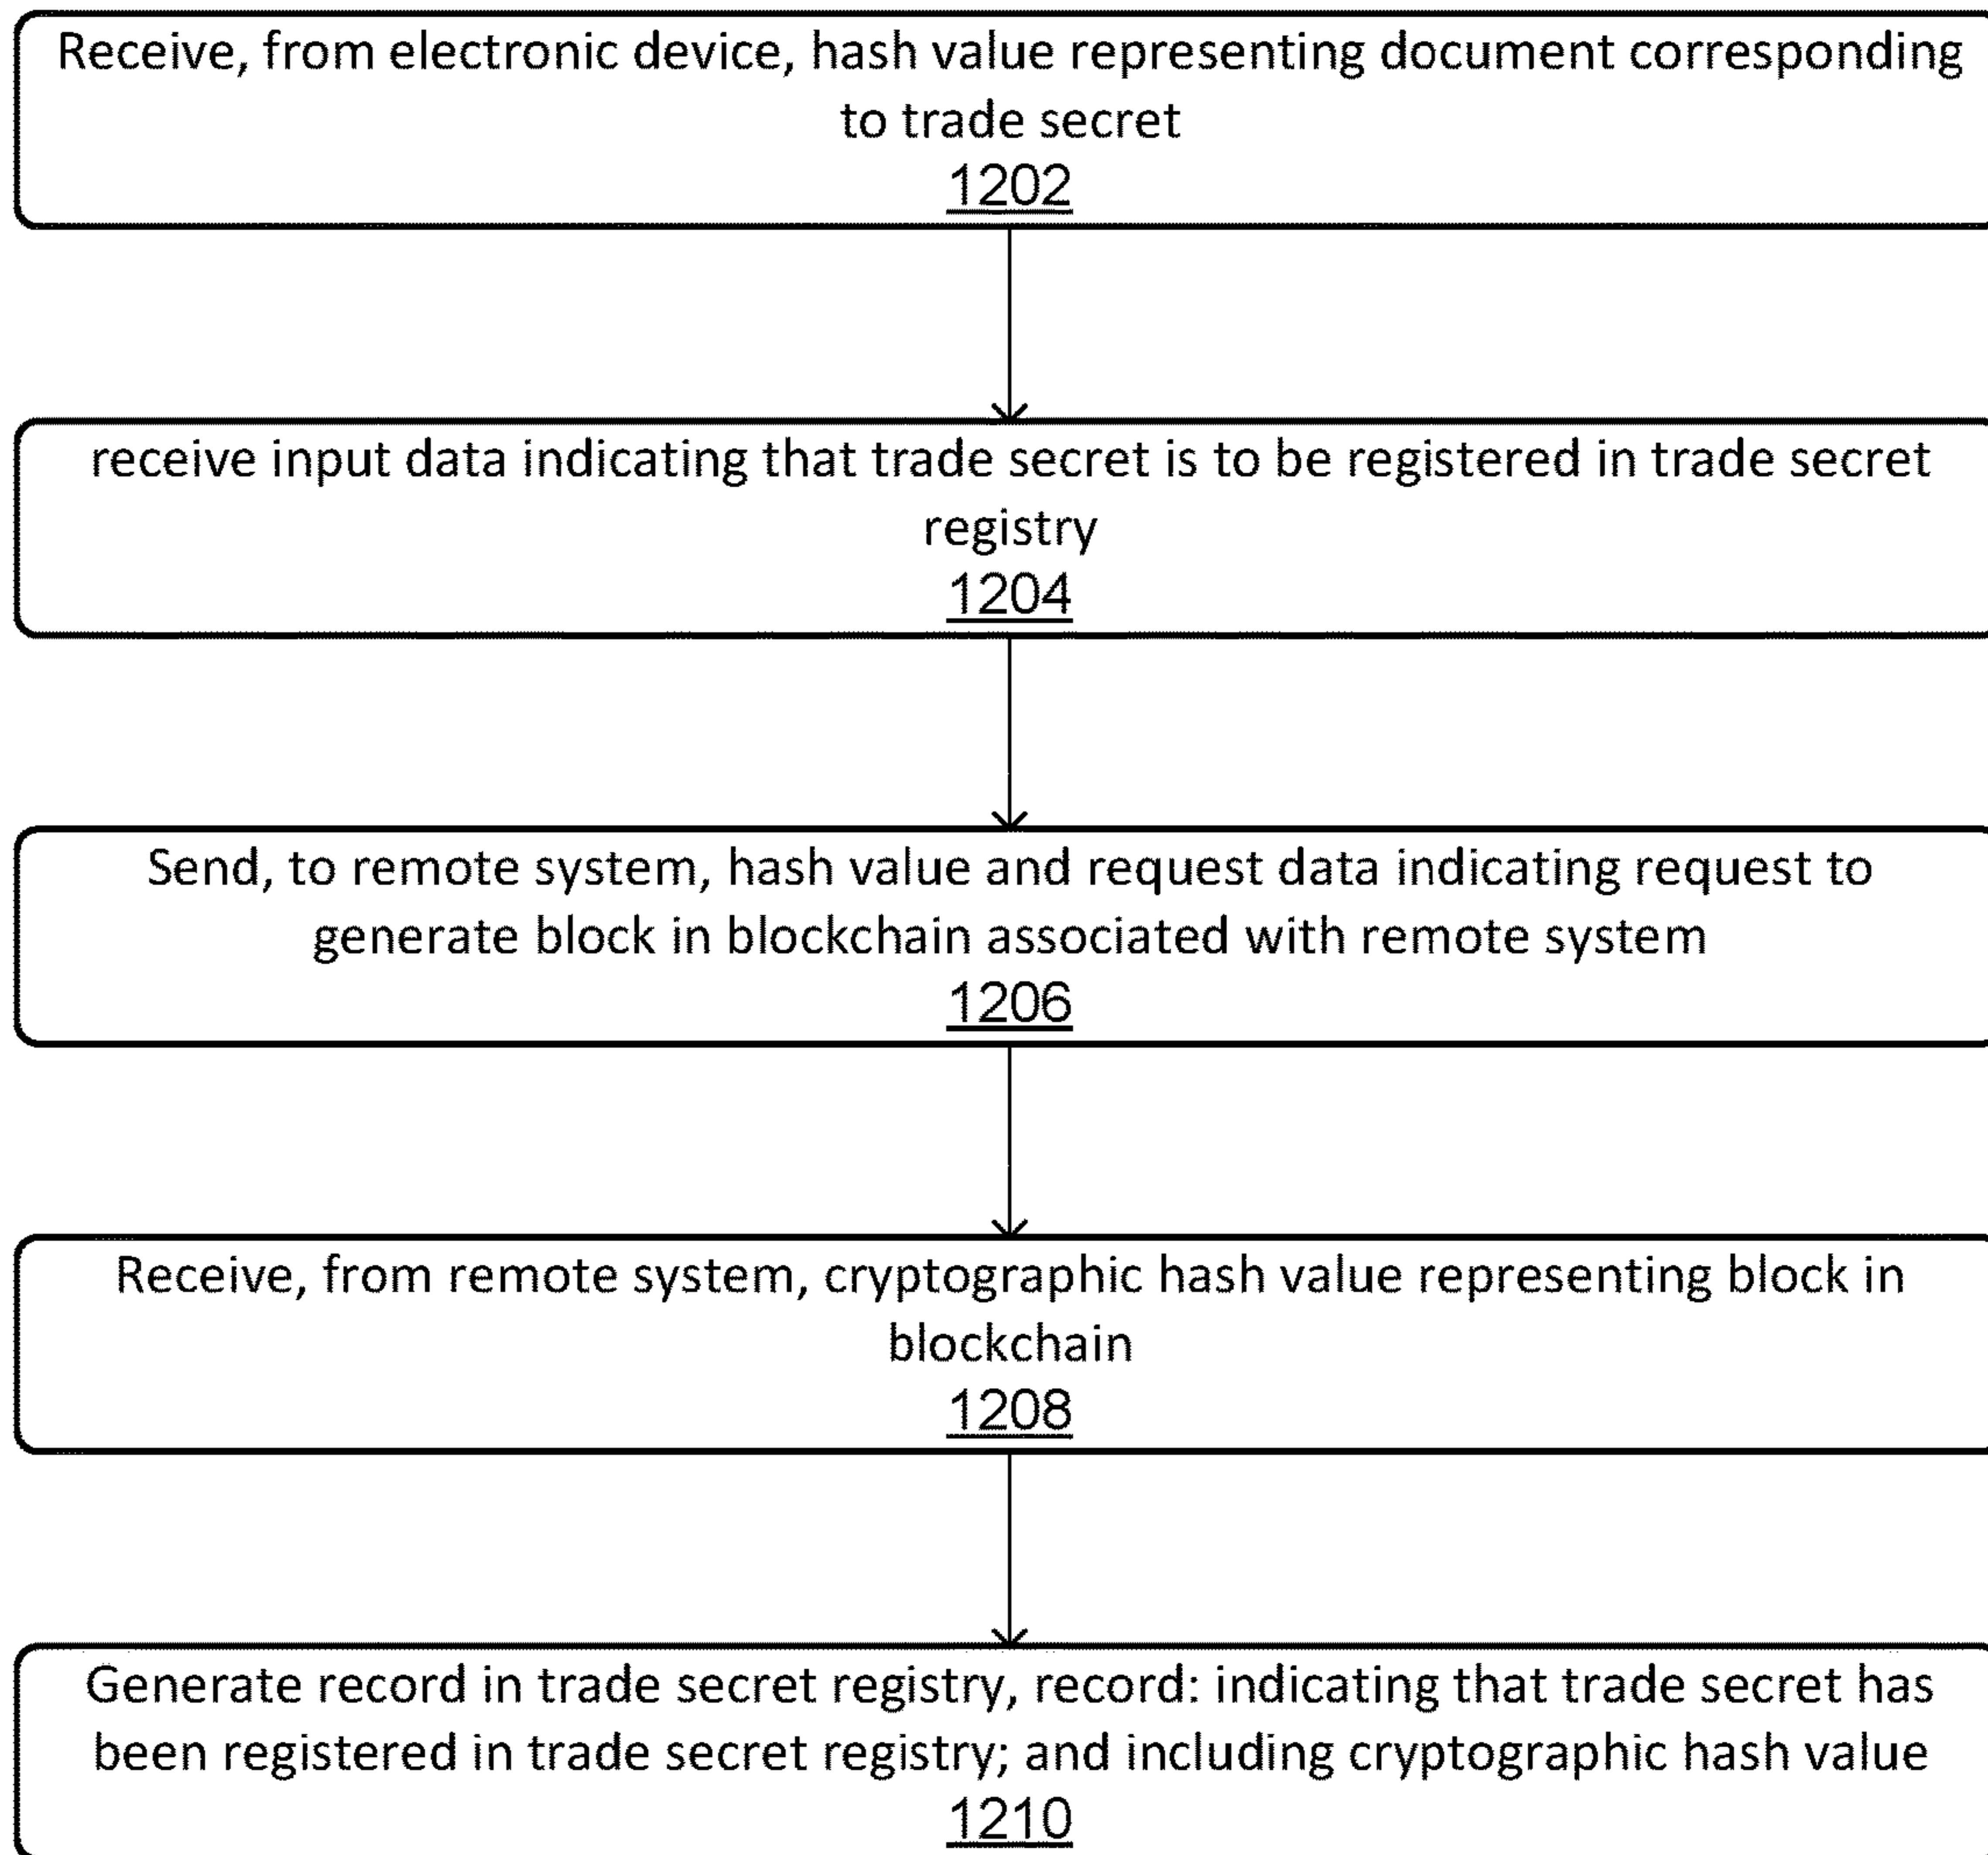 Receive, from electronic device, hash value representing document corresponding
to trade secret
1202
receive input data indicating that trade secret is to be registered in trade secret
registry
1204
Send, to remote system, hash value and request data indicating request to
generate block in blockchain associated with remote system
1206
Receive, from remote system, cryptographic hash value representing block in
blockchain
1208
Generate record in trade secret registry, record: indicating that trade secret has
been registered in trade secret registry; and including cryptographic hash value
1210